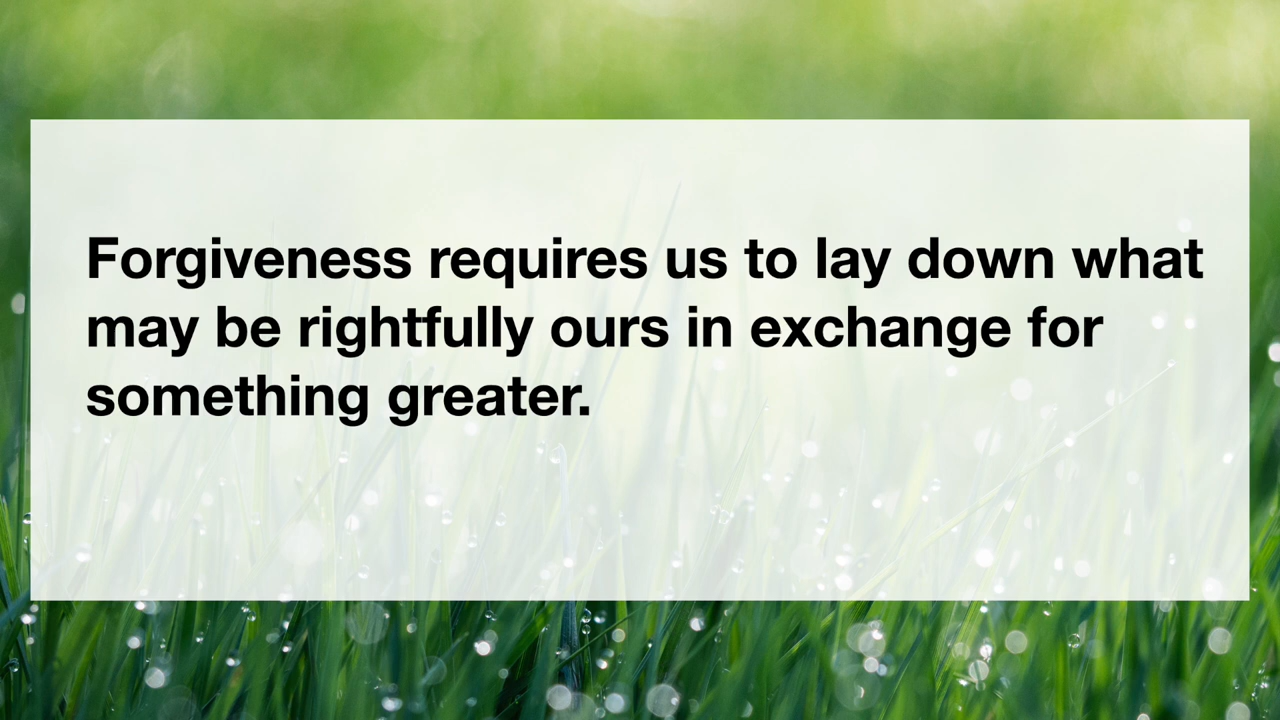 Forgiveness requires us to lay down what
may be rightfully ours in exchange for
something greater.